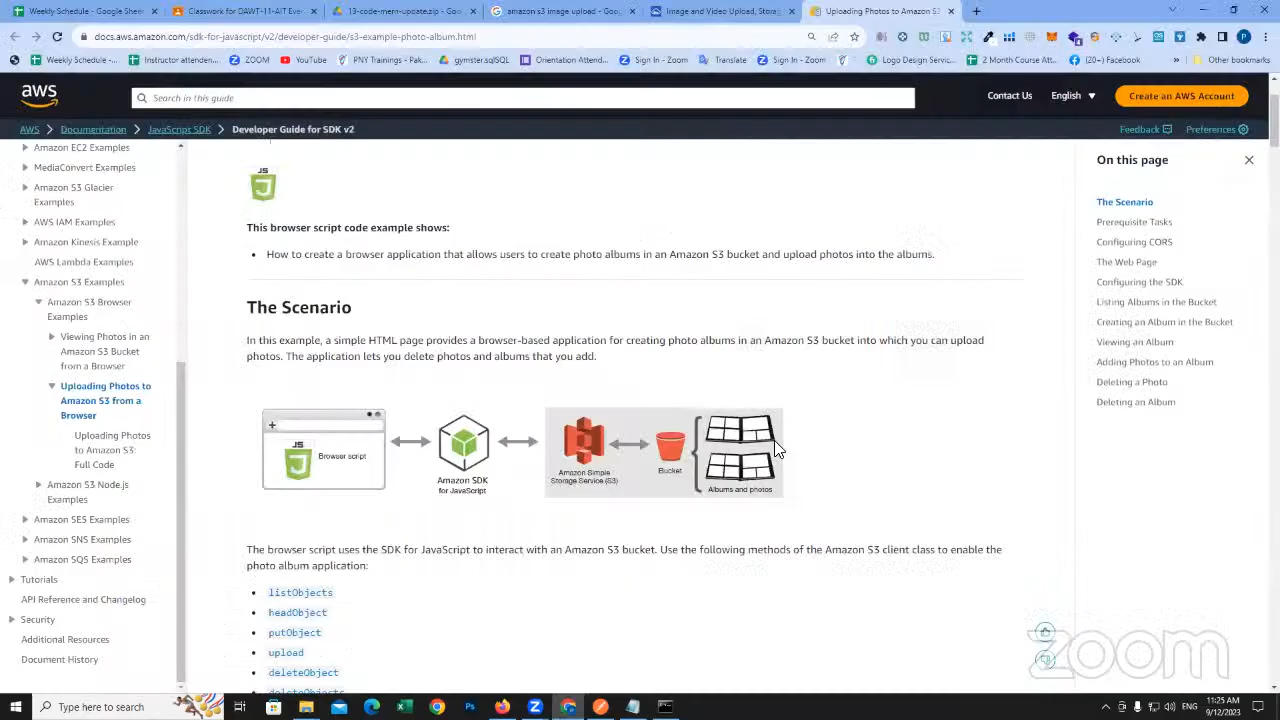 Weekly Schedule - Google Shee
Classwork for DAWT-11-AIT Even
13-code-mern-update.zip - Goo
amazon s3 image upload - Goog
Image and Video Upload, Storag
Uploading Photos to Amazon S3
docs.aws.amazon.com/sdk-for-javascript/v2/developer-guide/s3-example-photo-album.html
Weekly Schedule -...
Instructor attenden...
ZOOM
YouTube
PNY Trainings - Pak...
gymster.sql/SQL
Orientation Attend...
Sign In - Zoom
Translate
Sign In - Zoom
Logo Design Servic...
2 Month Course Att...
(20+) Facebook
Other bookmarks
aws
Search in this guide
Contact Us
English
Create an AWS Account
AWS > Documentation > JavaScript SDK > Developer Guide for SDK v2
Feedback
Preferences
Amazon EC2 Examples
MediaConvert Examples
Amazon S3 Glacier
Examples
AWS IAM Examples
Amazon Kinesis Example
AWS Lambda Examples
Amazon S3 Examples
Amazon S3 Browser
Examples
Viewing Photos in an
Amazon S3 Bucket
from a Browser
Uploading Photos to
Amazon S3 from a
Browser
Uploading Photos
to Amazon S3:
Full Code
Amazon S3 Node.js
Examples
Amazon SES Examples
Amazon SNS Examples
Amazon SQS Examples
Tutorials
API Reference and Changelog
Security
Additional Resources
Document History
JS
This browser script code example shows:
• How to create a browser application that allows users to create photo albums in an Amazon S3 bucket and upload photos into the albums.
The Scenario
In this example, a simple HTML page provides a browser-based application for creating photo albums in an Amazon S3 bucket into which you can upload
photos. The application lets you delete photos and albums that you add.
JS
Browser script
Amazon SDK
for JavaScript
Amazon Simple
Storage Service (S3)
Bucket
Albums and photos
The browser script uses the SDK for JavaScript to interact with an Amazon S3 bucket. Use the following methods of the Amazon S3 client class to enable the
photo album application:
• listObjects
• headObject
• putObject
• upload
• deleteObject
• deleteObjects
On this page
The Scenario
Prerequisite Tasks
Configuring CORS
The Web Page
Configuring the SDK
Listing Albums in the Bucket
Creating an Album in the Bucket
Viewing an Album
Adding Photos to an Album
Deleting a Photo
Deleting an Album
zoom
Type here to search
ENG
11:25 AM
9/12/2023